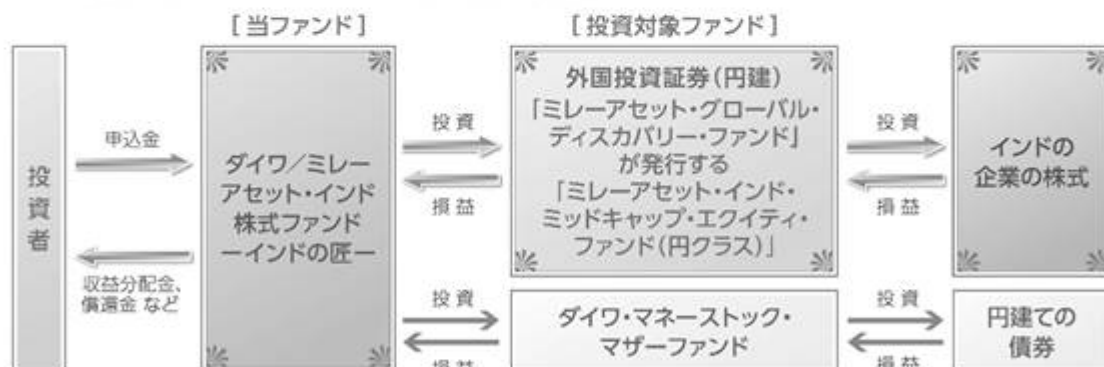 ［当ファンド］
［投資対象ファンド］
投資者
申込金
収益分配金、
償還金 など
ダイワ／ミレー
アセット・インド
株式ファンド
－インドの匠－
投資
損益
外国投資証券（円建）
「ミレーアセット・グローバル・
ディスカバリー・ファンド」
が発行する
「ミレーアセット・インド・
ミッドキャップ・エクイティ・
ファンド（円クラス）」
投資
損益
インドの
企業の株式
投資
損益
ダイワ・マネーストック・
マザーファンド
投資
損益
円建ての
債券